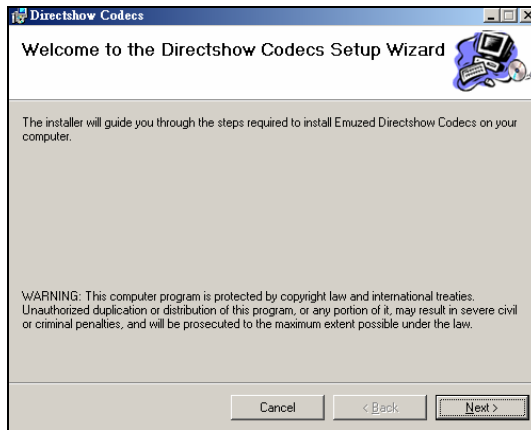 Directshow Codecs
Welcome to the Directshow Codecs Setup Wizard
The installer will guide you through the steps required to install Emuzed Directshow Codecs on your
computer.
WARNING: This computer program is protected by copyright law and international treaties.
Unauthorized duplication or distribution of this program, or any portion of it, may result in severe civil
or criminal penalties, and will be prosecuted to the maximum extent possible under the law.
Cancel < Back Next >